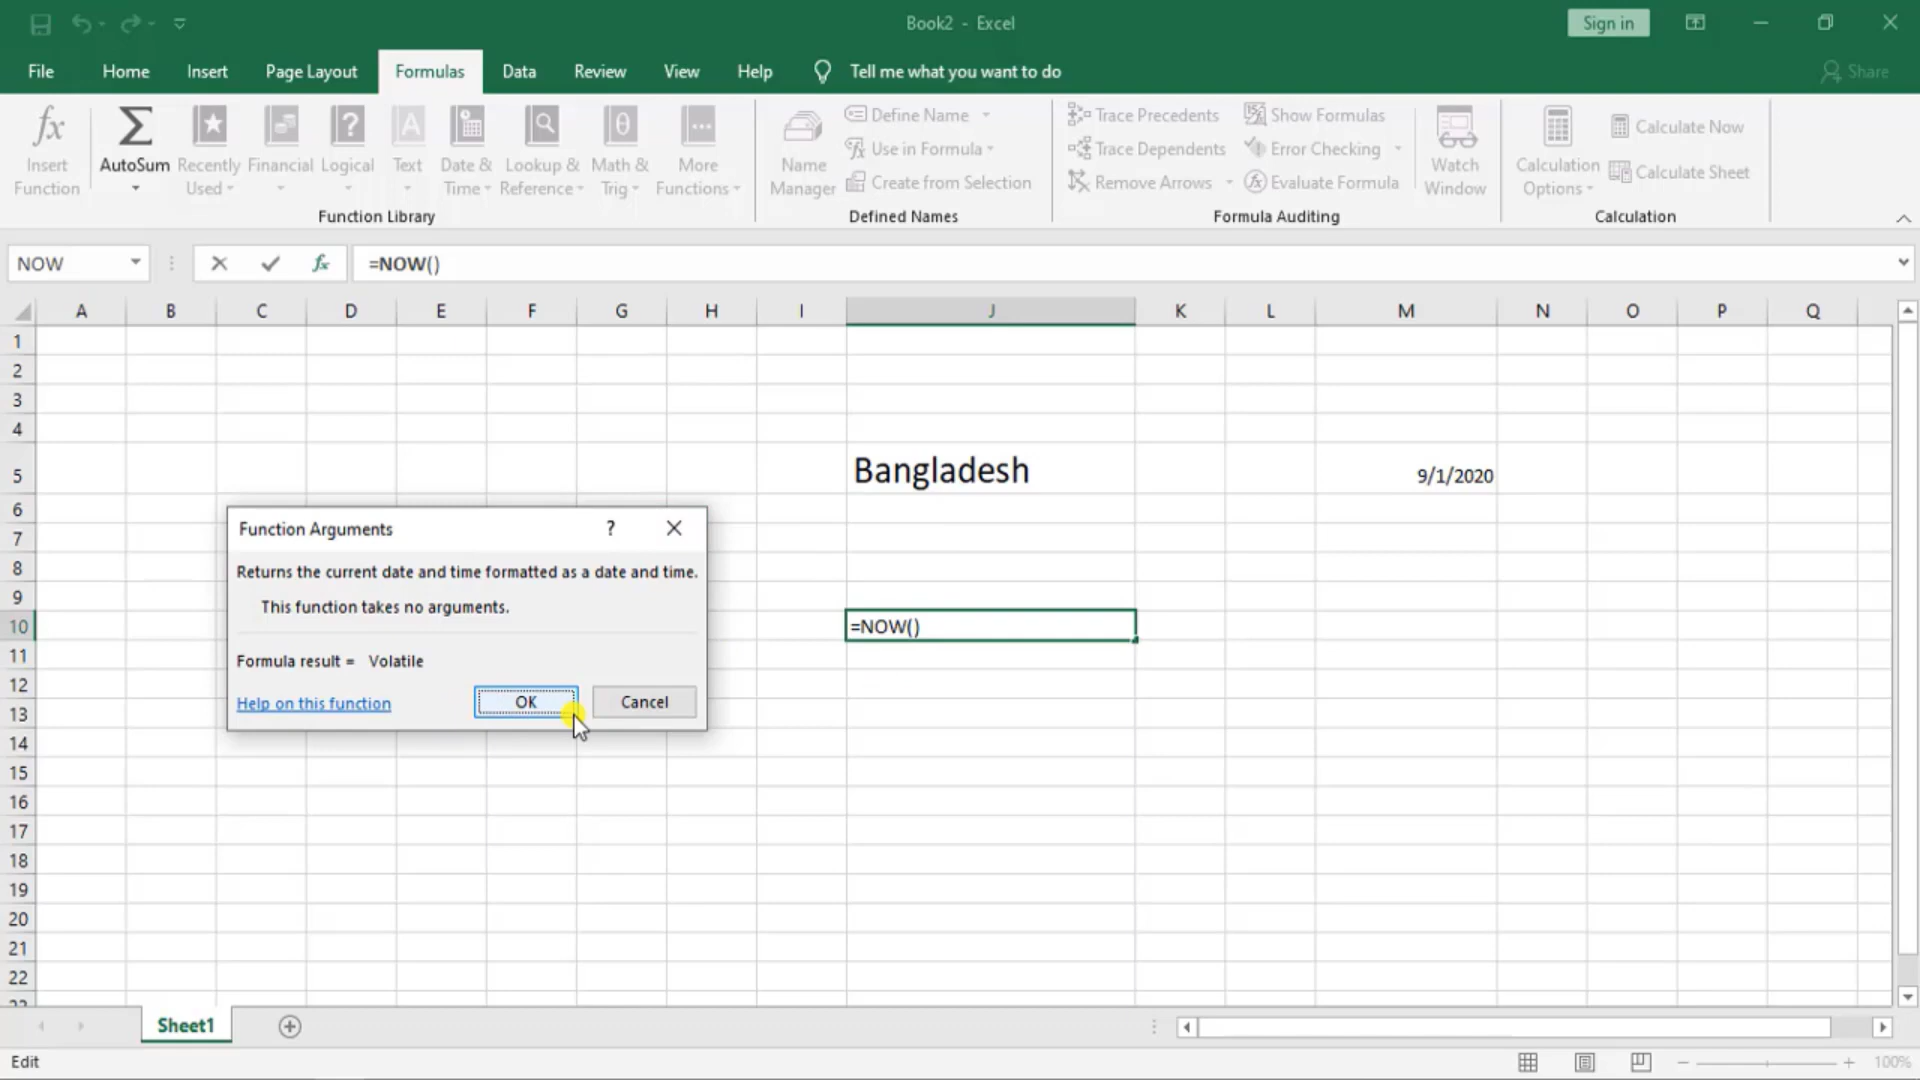 Book2 - Excel
Sign in
File Home Insert Page Layout Formulas Data Review View Help Tell me what you want to do Share
fx
Insert Function
AutoSum
Recently Used
Financial
Logical
Text
Date & Time
Lookup & Reference
Math & Trig
More Functions
Function Library
Name Manager
Define Name
Use in Formula
Create from Selection
Defined Names
Trace Precedents
Trace Dependents
Remove Arrows
Show Formulas
Error Checking
Evaluate Formula
Formula Auditing
Watch Window
Calculation Options
Calculate Now
Calculate Sheet
Calculation
NOW fx =NOW()
A B C D E F G H I J K L M N O P Q
1
2
3
4
5 Bangladesh 9/1/2020
6
7
8
9
10 =NOW()
11
12
13
14
15
16
17
18
19
20
21
22
23
Function Arguments ?
Returns the current date and time formatted as a date and time.
This function takes no arguments.
Formula result = Volatile
Help on this function OK Cancel
Sheet1
Edit 100%